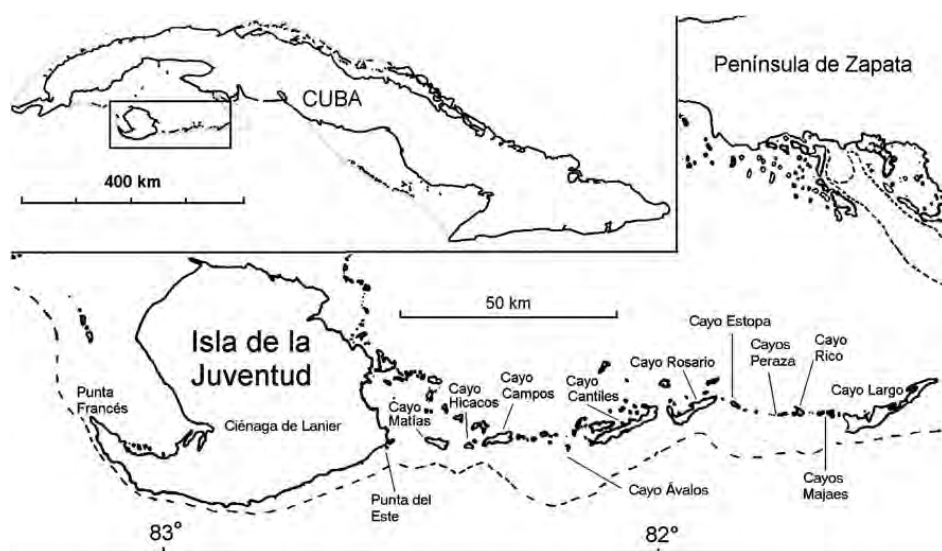 CUBA
400 km
Península de Zapata
50 km
Isla de la
Juventud
Punta
Francés
Ciénaga de Lanier
Punta del
Este
Cayo
Matías
Cayo
Hicacos
Cayo
Campos
Cayo
Cantiles
Cayo Ávalos
Cayo Rosario
Cayo Estopa
Cayos
Peraza
Cayo
Rico
Cayo Largo
Cayos
Majaes
83°
82°